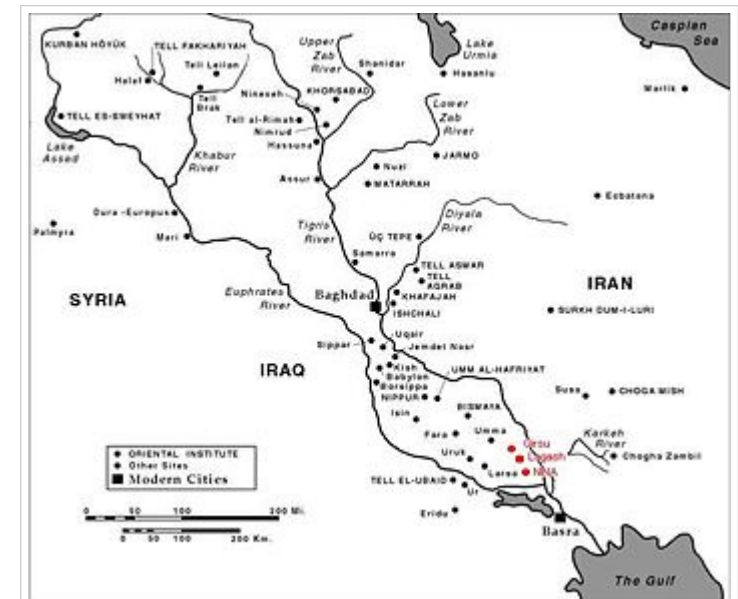 Caspian
Sea
KURBAN HÖYÜK
TELL FAKHARIYAH
Tell Leilan
Halaf
Tell
Brak
Upper
Zab
River
Shanidar
Lake
Urmia
Hasanlu
Marlik
Nineveh
KHORSABAD
Tell al-Rimah
Nimrud
Hassuna
Lower
Zab
River
TELL ES-SWEYHAT
Lake
Assad
Khabur
River
JARMO
Nuzi
MATARRAH
Assur
Ecbatana
Dura-Europus
Mari
Palmyra
Tigris
River
Diyala
River
ÜÇ TEPE
Samarra
TELL ASMAR
TELL
AQRAB
KHAFAJAH
ISHCHALI
Baghdad
IRAN
SURKH DUM-I-LURI
SYRIA
Euphrates
River
IRAQ
Sippar
Uqair
Jemdet Nasr
Kish
Babylon
Borsippa
NIPPUR
UMM AL-HAFRIYAT
BISMAYA
Isin
Fara
Umma
Susa
CHOGA MISH
Karkeh
River
Chogha Zambil
Girsu
Lagash
NINA
Uruk
Larsa
TELL EL-UBAID
Ur
Eridu
Basra
The Gulf
ORIENTAL INSTITUTE
Other Sites
Modern Cities
0 50 100 200 Mi.
0 50 100 200 Km.